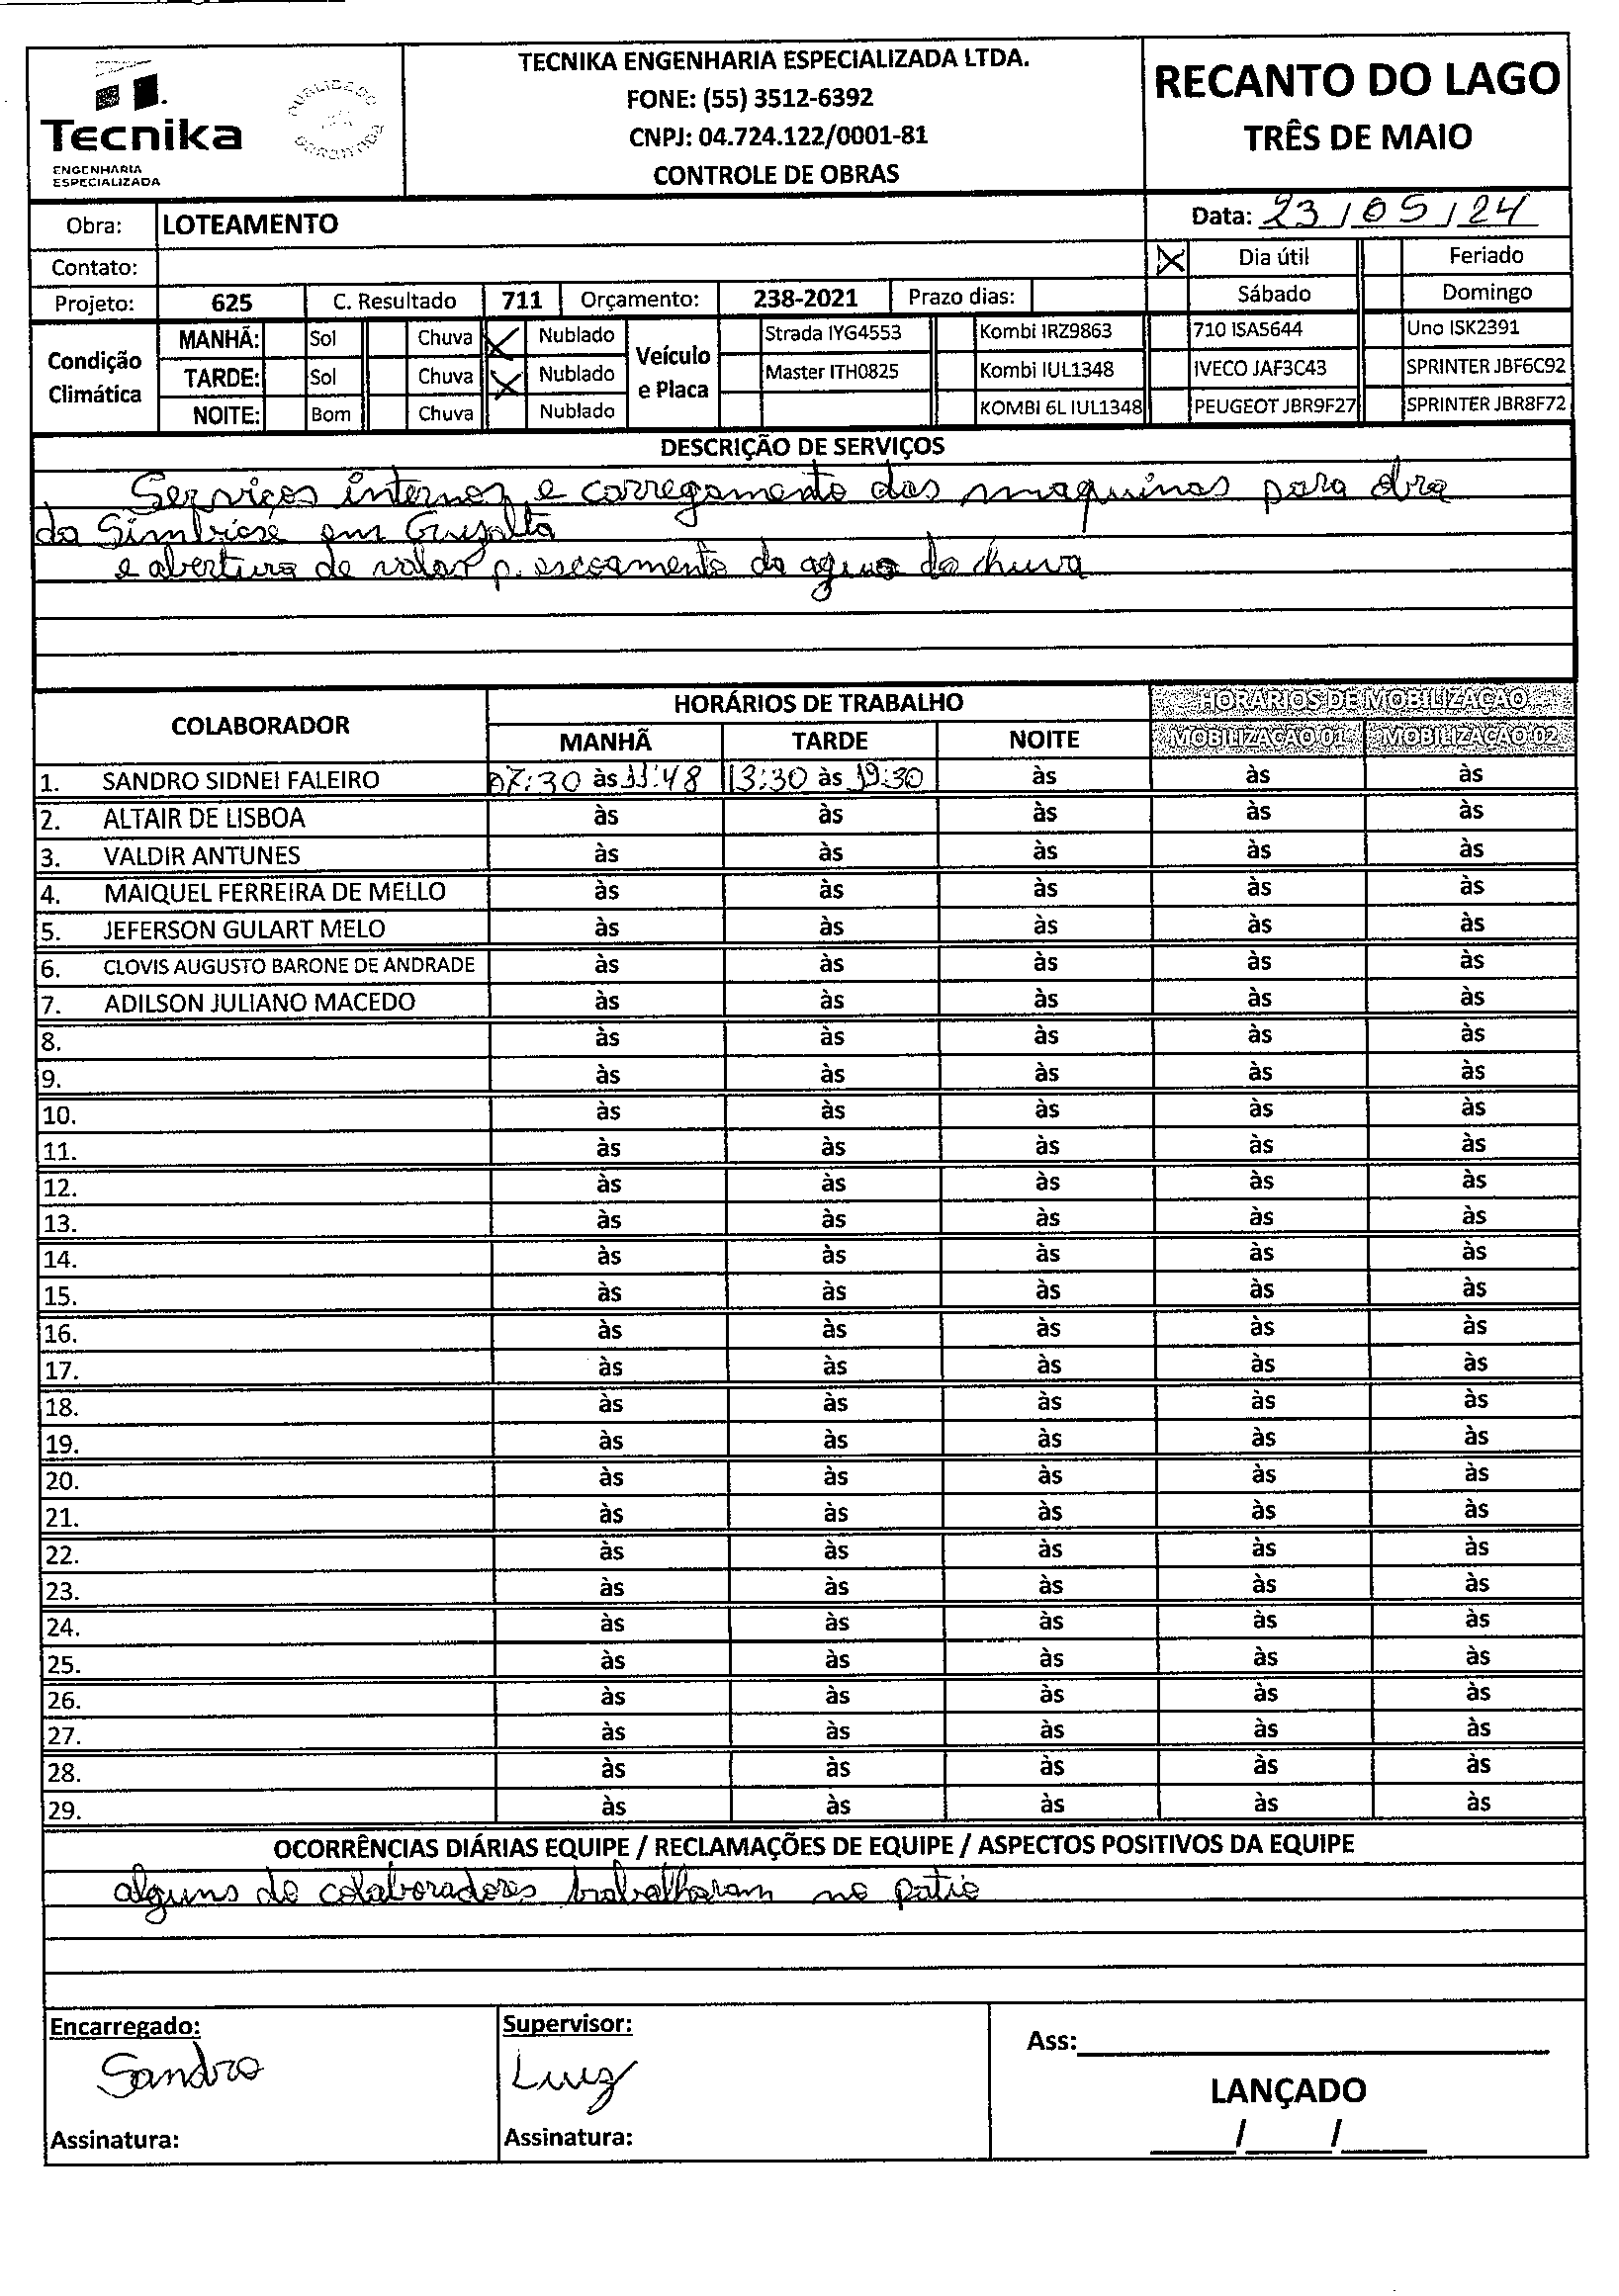 Tecnika
ENGENHARIA
ESPECIALIZADA
QUALIDADE
GARANTIDA
TECNIKA ENGENHARIA ESPECIALIZADA LTDA.
FONE: (55) 3512-6392
CNPJ: 04.724.122/0001-81
CONTROLE DE OBRAS
RECANTO DO LAGO
TRÊS DE MAIO
Obra: LOTEAMENTO
Data: 23/05/24
Contato:
X Dia útil Feriado
Projeto: 625 C. Resultado 711 Orçamento: 238-2021 Prazo dias: Sábado Domingo
Condição Climática
MANHÃ: Sol Chuva X Nublado
TARDE: Sol Chuva X Nublado
NOITE: Bom Chuva Nublado
Veículo e Placa
Strada IYG4553 Kombi IRZ9863 710 ISA5644 Uno ISK2391
Master ITH0825 Kombi IUL1348 IVECO JAF3C43 SPRINTER JBF6C92
KOMBI 6L IUL1348 PEUGEOT JBR9F27 SPRINTER JBR8F72
DESCRIÇÃO DE SERVIÇOS
Serviços internos e carregamento das maquinas para obra
da Simbiose em
e abertura de valas p. escoamento da agua da chuva
COLABORADOR HORÁRIOS DE TRABALHO HORÁRIOS DE MOBILIZAÇÃO
MANHÃ TARDE NOITE MOBILIZAÇÃO 01 MOBILIZAÇÃO 02
1. SANDRO SIDNEI FALEIRO 07:30 às 11:48 13:30 às 19:30 às às às
2. ALTAIR DE LISBOA às às às às às
3. VALDIR ANTUNES às às às às às
4. MAIQUEL FERREIRA DE MELLO às às às às às
5. JEFERSON GULART MELO às às às às às
6. CLOVIS AUGUSTO BARONE DE ANDRADE às às às às às
7. ADILSON JULIANO MACEDO às às às às às
8. às às às às às
9. às às às às às
10. às às às às às
11. às às às às às
12. às às às às às
13. às às às às às
14. às às às às às
15. às às às às às
16. às às às às às
17. às às às às às
18. às às às às às
19. às às às às às
20. às às às às às
21. às às às às às
22. às às às às às
23. às às às às às
24. às às às às às
25. às às às às às
26. às às às às às
27. às às às às às
28. às às às às às
29. às às às às às
OCORRÊNCIAS DIÁRIAS EQUIPE / RECLAMAÇÕES DE EQUIPE / ASPECTOS POSITIVOS DA EQUIPE
alguns do colaboradores trabalharam no patio
Encarregado: Supervisor: Ass:
Sandro Luiz
LANÇADO
Assinatura: Assinatura: / /